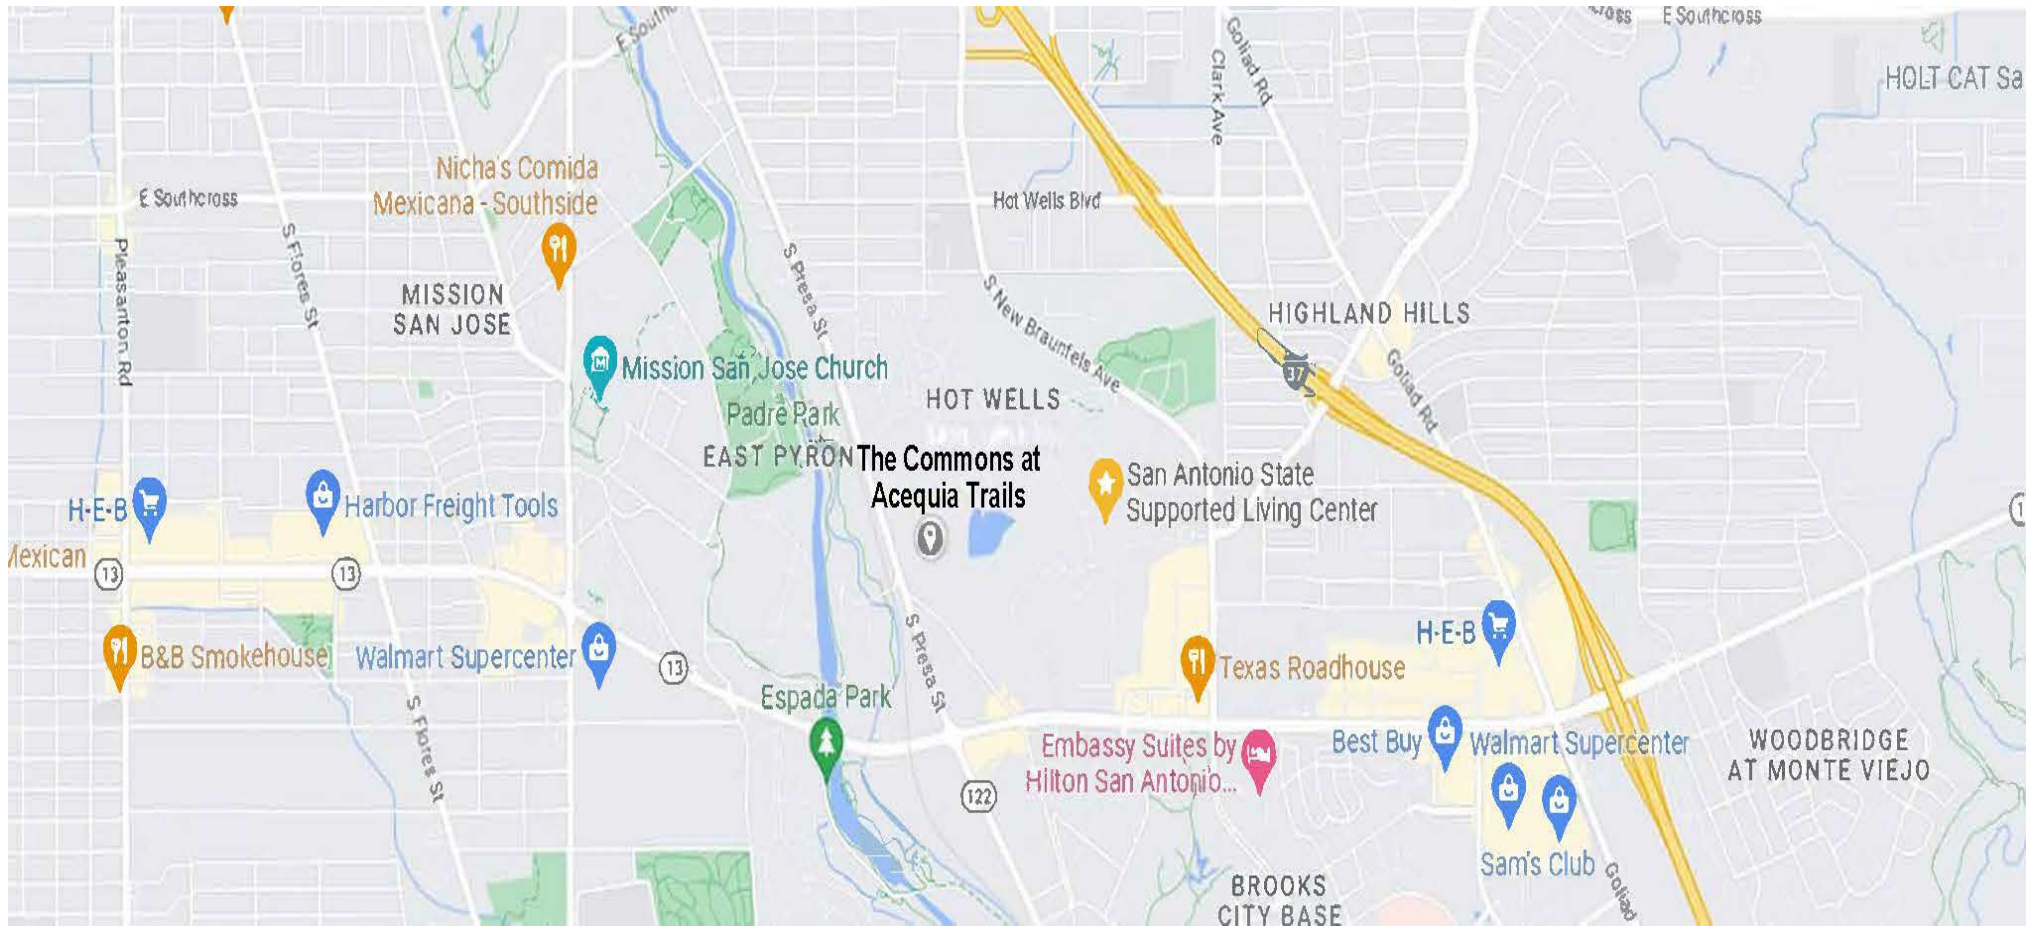 E Southcross
HOLT CAT Sa
Goliad Rd
Clark Ave
Nicha's Comida
Mexicana - Southside
E Southcross
Hot Wells Blvd
S Flores St
Pleasanton Rd
S Presa St
S New Braunfels Ave
MISSION
SAN JOSE
HIGHLAND HILLS
Mission San Jose Church
37
Goliad Rd
HOT WELLS
Padre Park
EAST PYRON
The Commons at
Acequia Trails
San Antonio State
Supported Living Center
H-E-B
Harbor Freight Tools
Mexican
13
13
S Presa St
H-E-B
B&B Smokehouse
Walmart Supercenter
13
Texas Roadhouse
Espada Park
S Flores St
Embassy Suites by
Hilton San Antonio...
Best Buy
Walmart Supercenter
WOODBRIDGE
AT MONTE VIEJO
122
Sam's Club
Goliad
BROOKS
CITY BASE